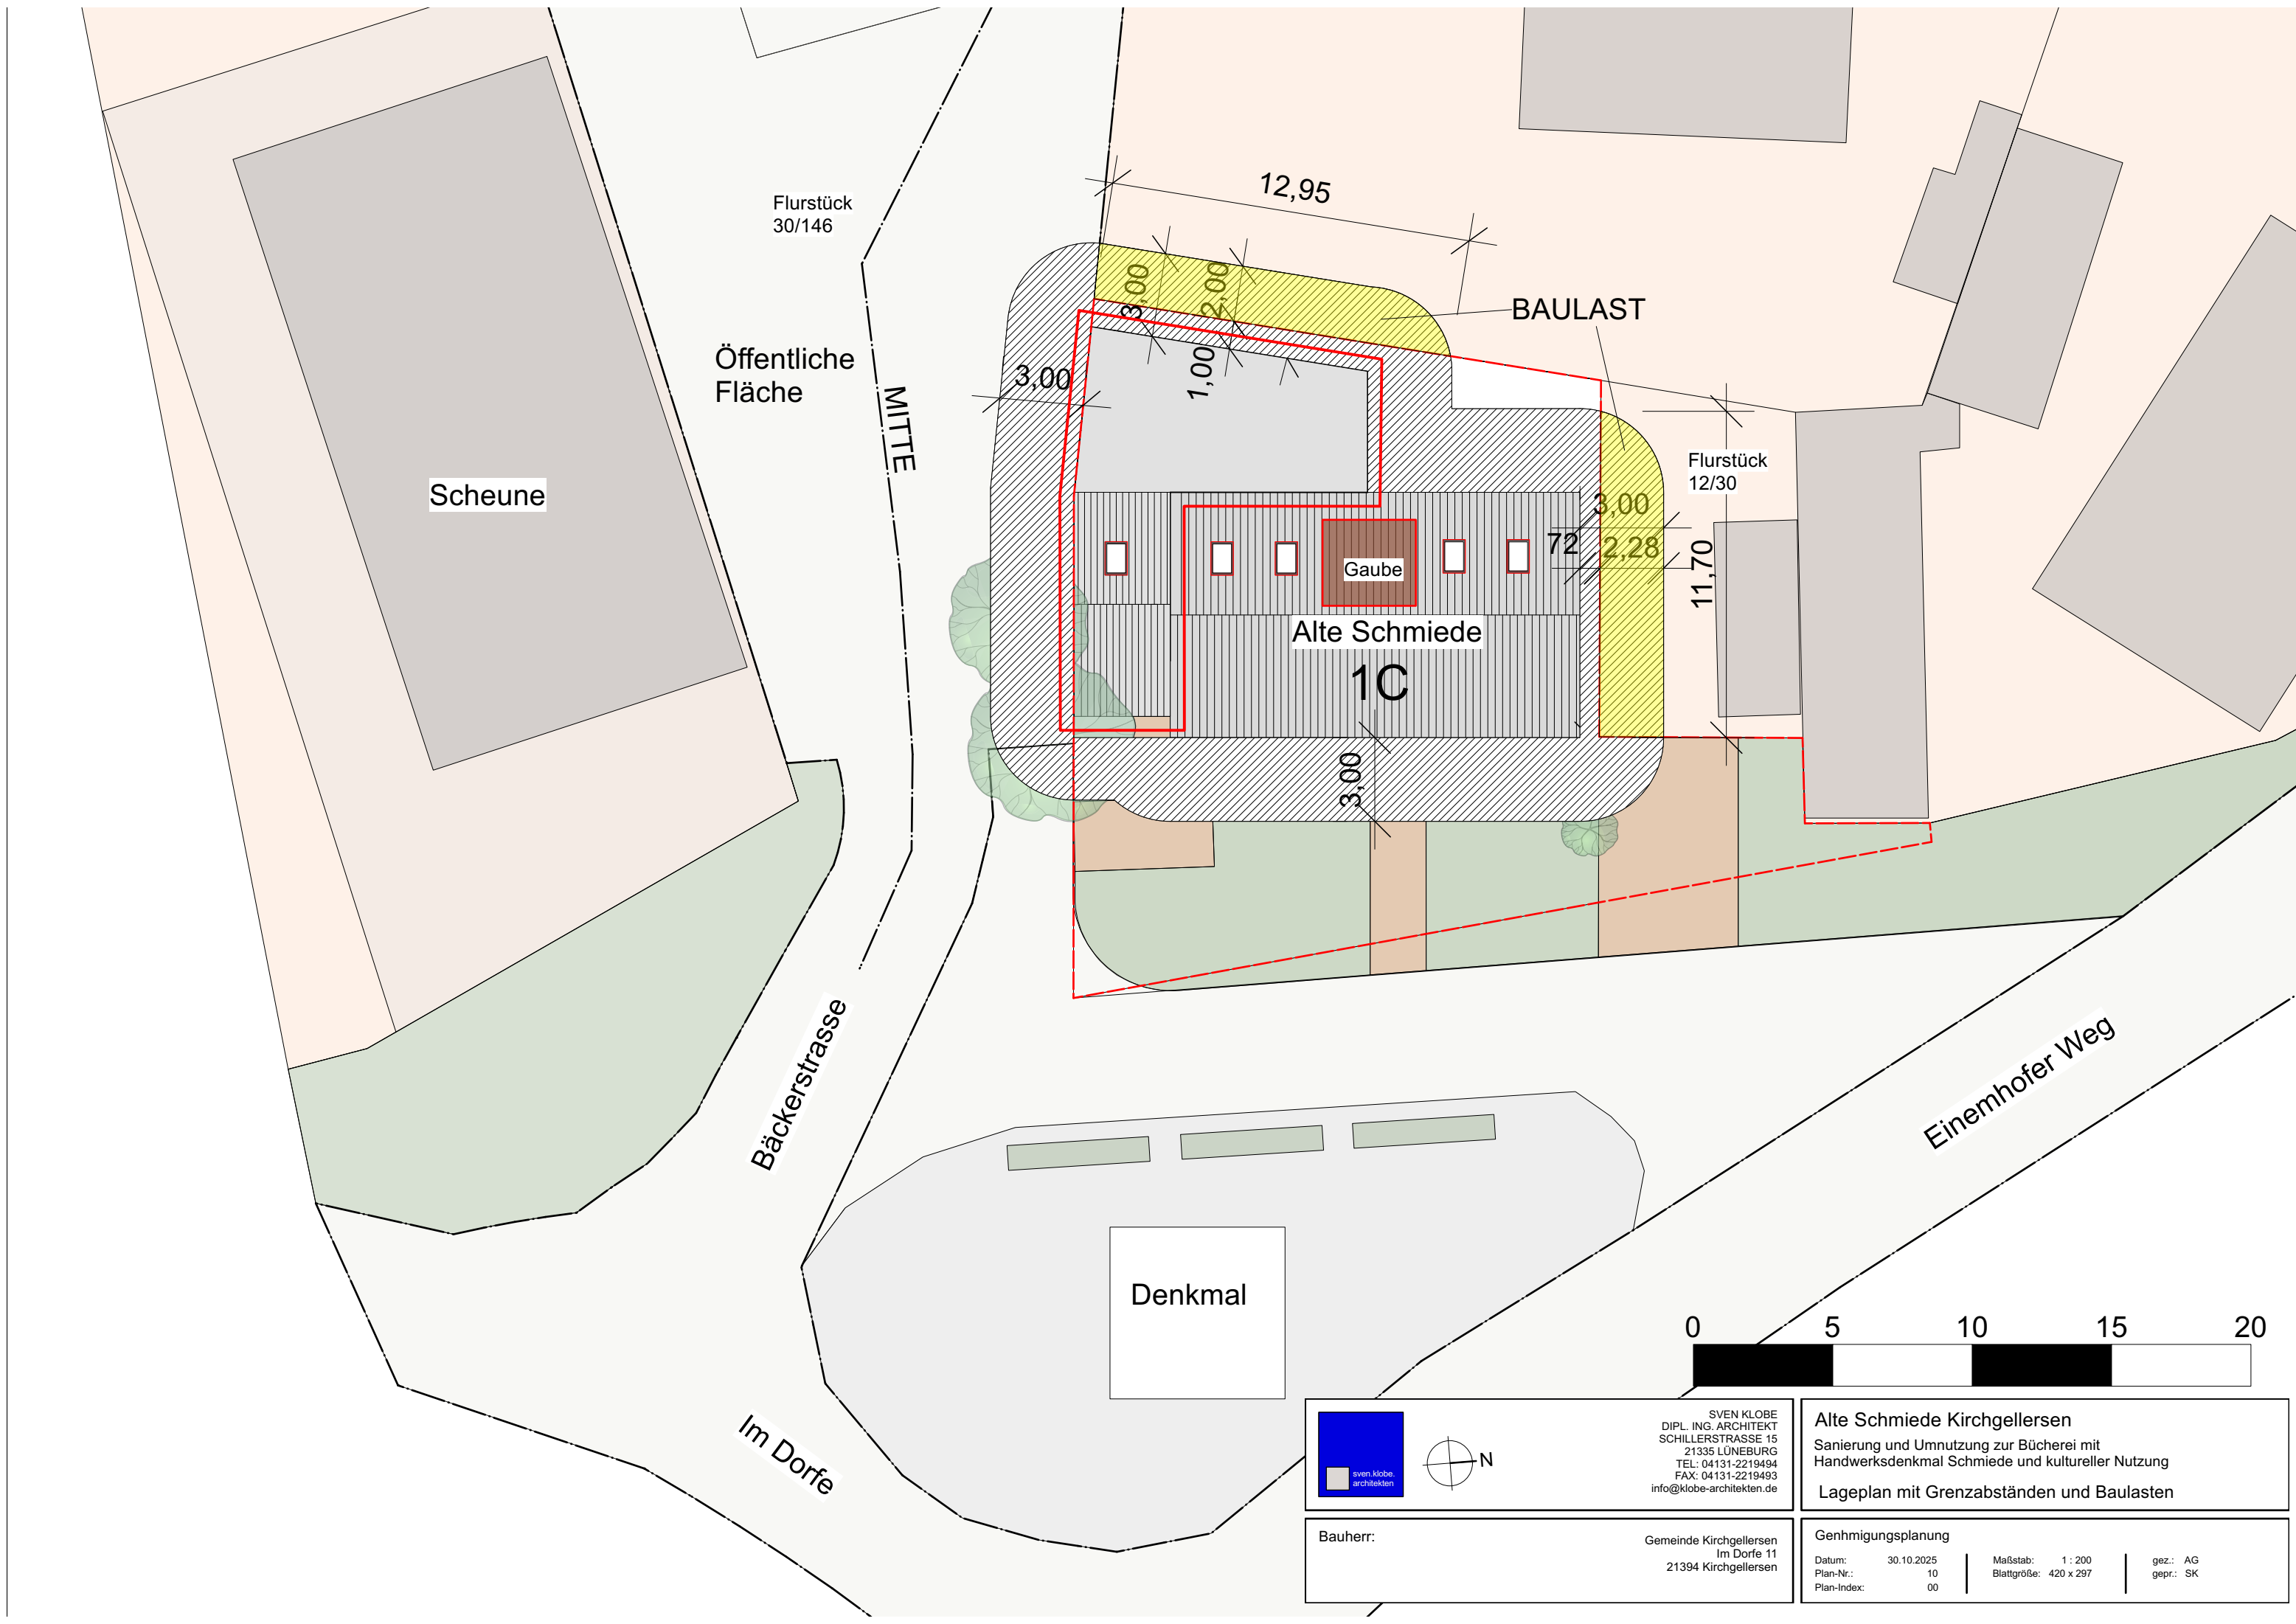 12,95
Flurstück
30/146
3,00
2,00
BAULAST
Öffentliche
Fläche
1,00
3,00
MITTE
Flurstück
12/30
Scheune
3,00
72
2,28
11,70
Gaube
Alte Schmiede
1C
3,00
Bäckerstrasse
Einemhofer Weg
Denkmal
Im Dorfe
0 5 10 15 20
sven.klobe.
architekten
N
SVEN KLOBE
DIPL. ING. ARCHITEKT
SCHILLERSTRASSE 15
21335 LÜNEBURG
TEL: 04131-2219494
FAX: 04131-2219493
info@klobe-architekten.de
Alte Schmiede Kirchgellersen
Sanierung und Umnutzung zur Bücherei mit
Handwerksdenkmal Schmiede und kultureller Nutzung
Lageplan mit Grenzabständen und Baulasten
Bauherr:
Gemeinde Kirchgellersen
Im Dorfe 11
21394 Kirchgellersen
Genhmigungsplanung
Datum: 30.10.2025
Plan-Nr.: 10
Plan-Index: 00
Maßstab: 1 : 200
Blattgröße: 420 x 297
gez.: AG
gepr.: SK